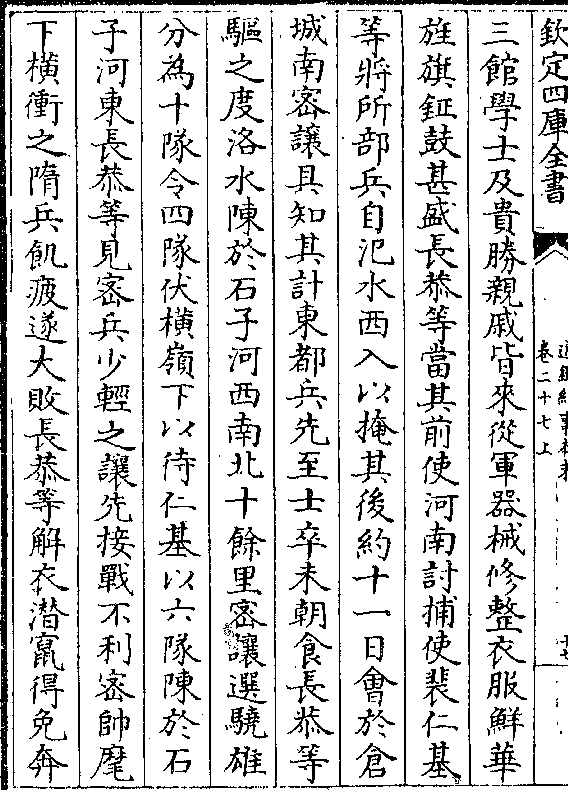 欽定四庫全書
卷二十七上
三館學士及貴勝親戚皆來從軍器械修整衣服鮮華
旌旗鉦鼓甚盛長恭等當其前使河南討捕使裴仁基
等將所部兵自汜水西入以掩其後約十一日會於倉
城南密讓具知其計東都兵先至士卒未朝食長恭等
驅之度洛水陳於石子河西南北十餘里密讓選驍雄
分為十隊令四隊伏橫嶺下以待仁基以六隊陳於石
子河東長恭等見密兵少輕之讓先接戰不利密帥麾
下橫衝之隋兵飢疲遂大敗長恭等解衣潛竄得免奔